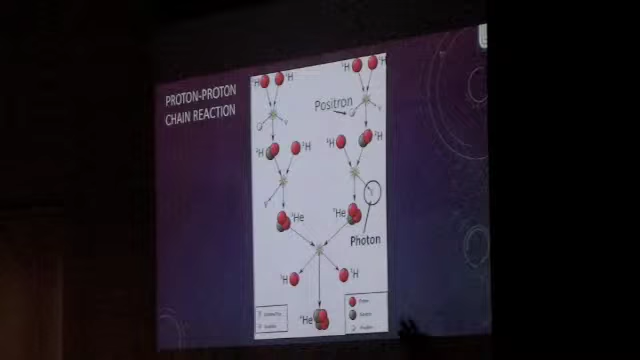 PROTON-PROTON
CHAIN REACTION
¹H ¹H ¹H ¹H
Positron
²H ¹H ¹H ²H
³He ³He
Photon
¹H ¹H
⁴He